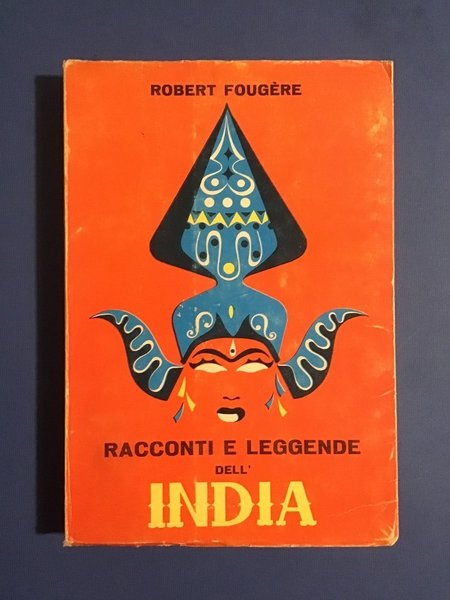 ROBERT FOUGÈRE
RACCONTI E LEGGENDE
DELL'
INDIA